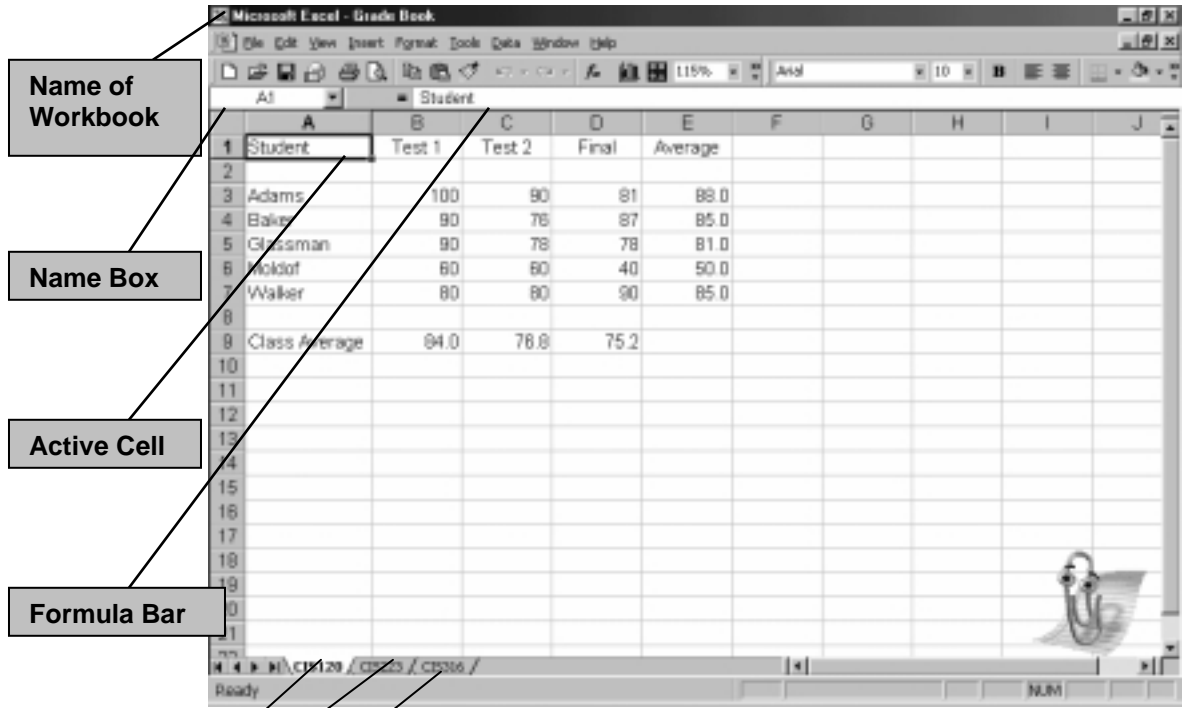 Microsoft Excel - Grade Book
File Edit View Insert Format Tools Data Window Help
115% Arial 10 B
A1 = Student
A B C D E F G H I J
1 Student Test 1 Test 2 Final Average
2
3 Adams 100 90 81 88.0
4 Baker 90 76 87 85.0
5 Glassman 90 78 78 81.0
6 Moldof 60 60 40 50.0
7 Walker 80 80 90 85.0
8
9 Class Average 84.0 76.8 75.2
10
11
12
13
14
15
16
17
18
19
20
21
22
CIS120 / CIS223 / CIS316 /
Ready NUM
Name of
Workbook
Name Box
Active Cell
Formula Bar